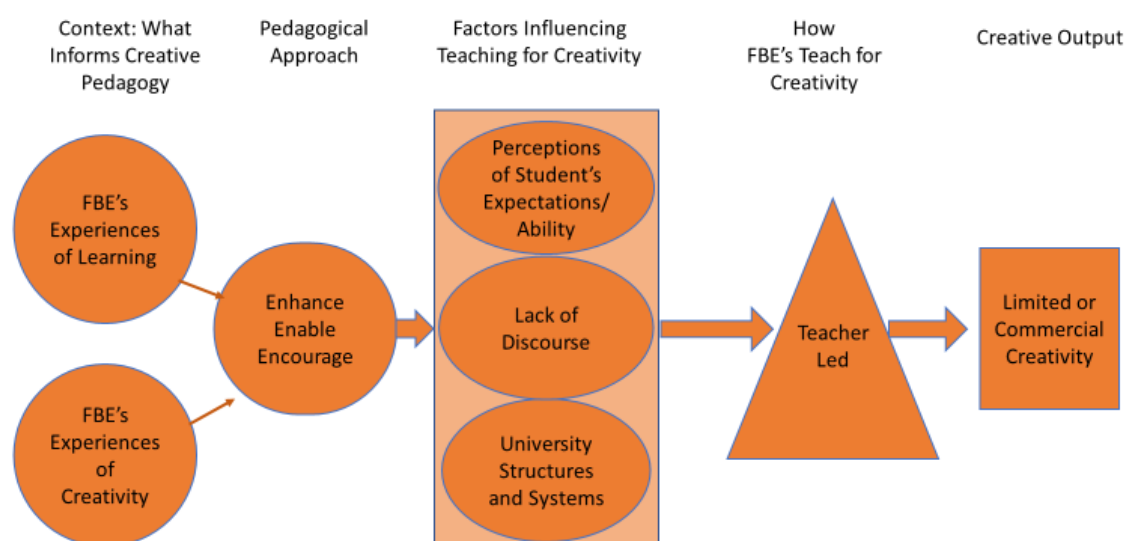 Context: What
Informs Creative
Pedagogy
Pedagogical
Approach
Factors Influencing
Teaching for Creativity
How
FBE's Teach for
Creativity
Creative Output
FBE's
Experiences
of Learning
FBE's
Experiences
of
Creativity
Enhance
Enable
Encourage
Perceptions
of Student's
Expectations/
Ability
Lack of
Discourse
University
Structures
and Systems
Teacher
Led
Limited or
Commercial
Creativity